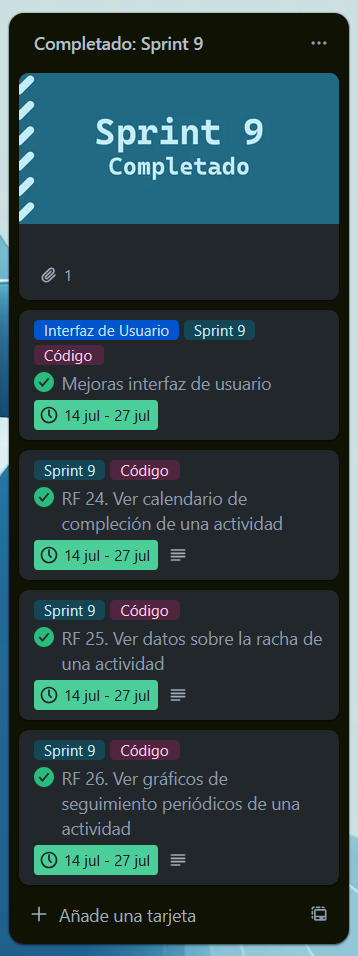 Completado: Sprint 9
Sprint 9
Completado
1
Interfaz de Usuario Sprint 9
Código
Mejoras interfaz de usuario
14 jul - 27 jul
Sprint 9 Código
RF 24. Ver calendario de
compleción de una actividad
14 jul - 27 jul
Sprint 9 Código
RF 25. Ver datos sobre la racha de
una actividad
14 jul - 27 jul
Sprint 9 Código
RF 26. Ver gráficos de
seguimiento periódicos de una
actividad
14 jul - 27 jul
Añade una tarjeta